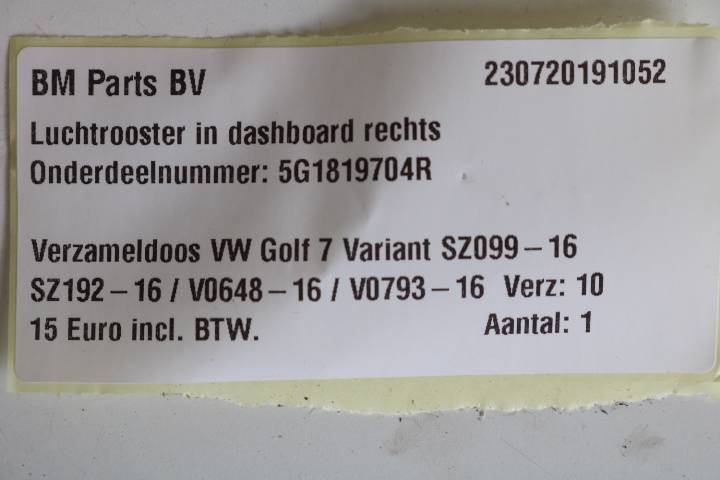 BM Parts BV 230720191052
Luchtrooster in dashboard rechts
Onderdeelnummer: 5G1819704R
Verzameldoos VW Golf 7 Variant SZ099-16
SZ192-16 / V0648-16 / V0793-16 Verz: 10
15 Euro incl. BTW. Aantal: 1